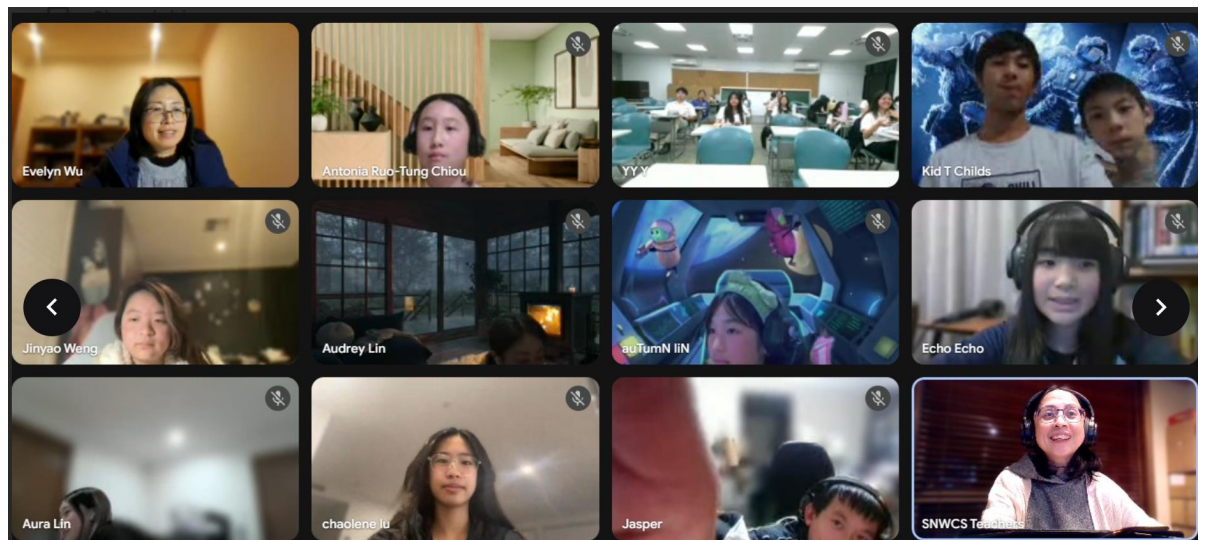 Evelyn Wu
Antonia Ruo-Tung Chiou
YY Y
Kid T Childs
Jinyao Weng
Audrey Lin
auTumN liN
Echo Echo
Aura Lin
chaolene lu
Jasper
SNWCS Teachers